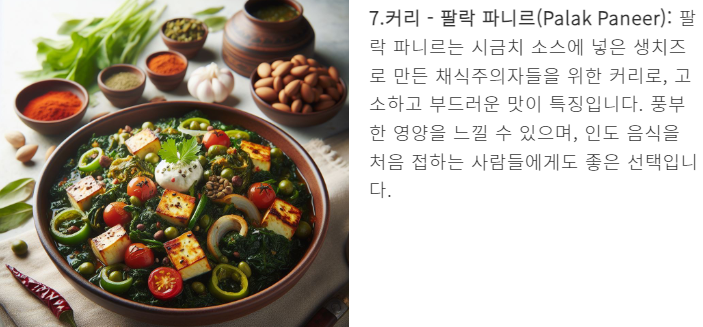 7.커리 - 팔락 파니르(Palak Paneer): 팔
락 파니르는 시금치 소스에 넣은 생치즈
로 만든 채식주의자들을 위한 커리로, 고
소하고 부드러운 맛이 특징입니다. 풍부
한 영양을 느낄 수 있으며, 인도 음식을
처음 접하는 사람들에게도 좋은 선택입니
다.